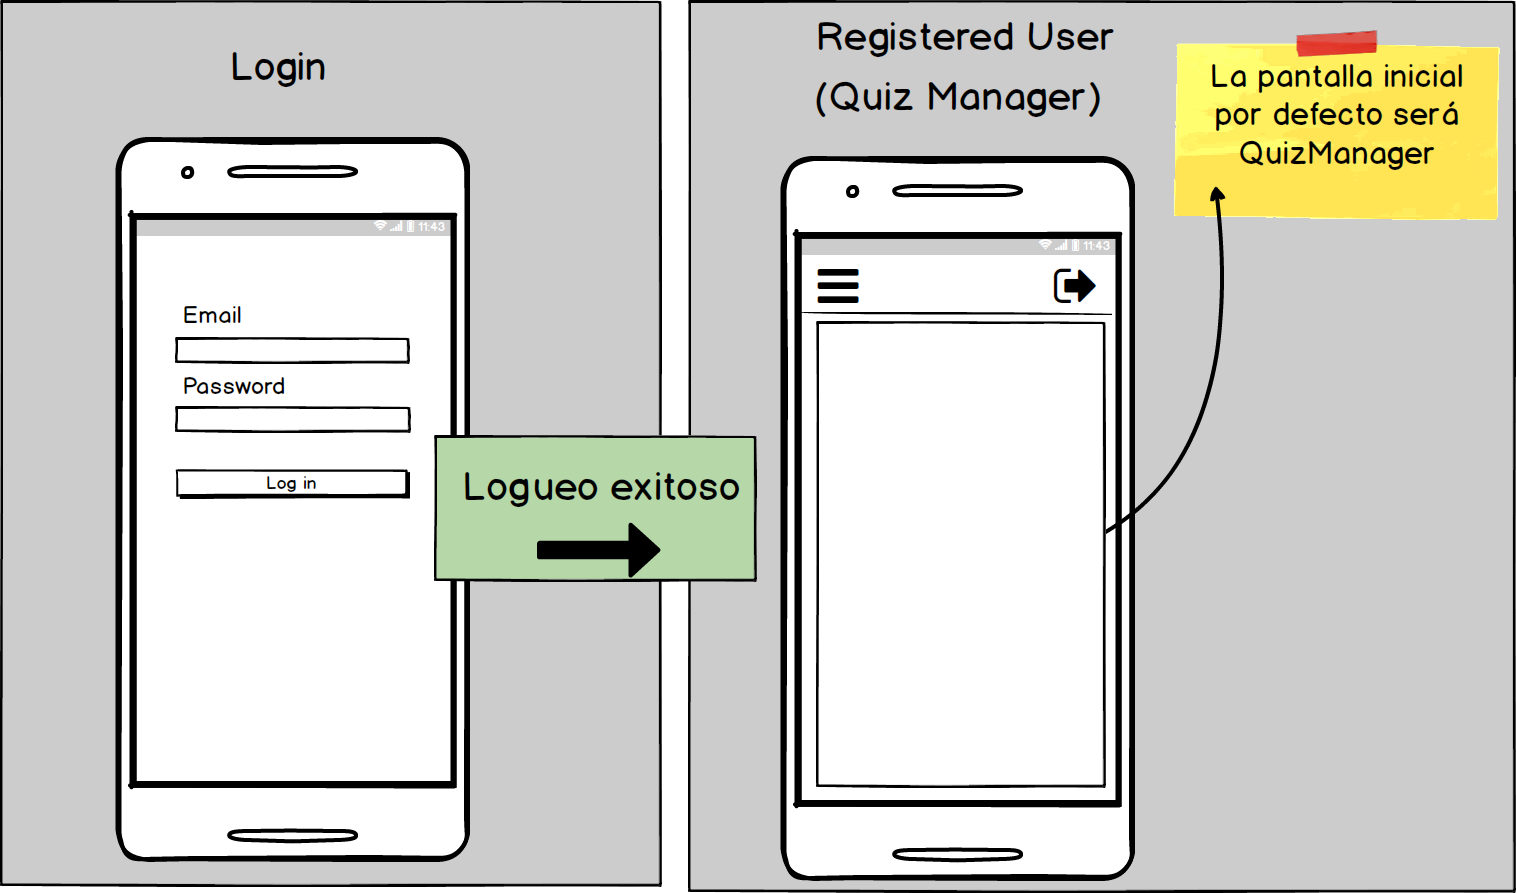 Login
11:43
Email
Password
Log in
Logueo exitoso
Registered User
(Quiz Manager)
11:43
La pantalla inicial
por defecto será
QuizManager